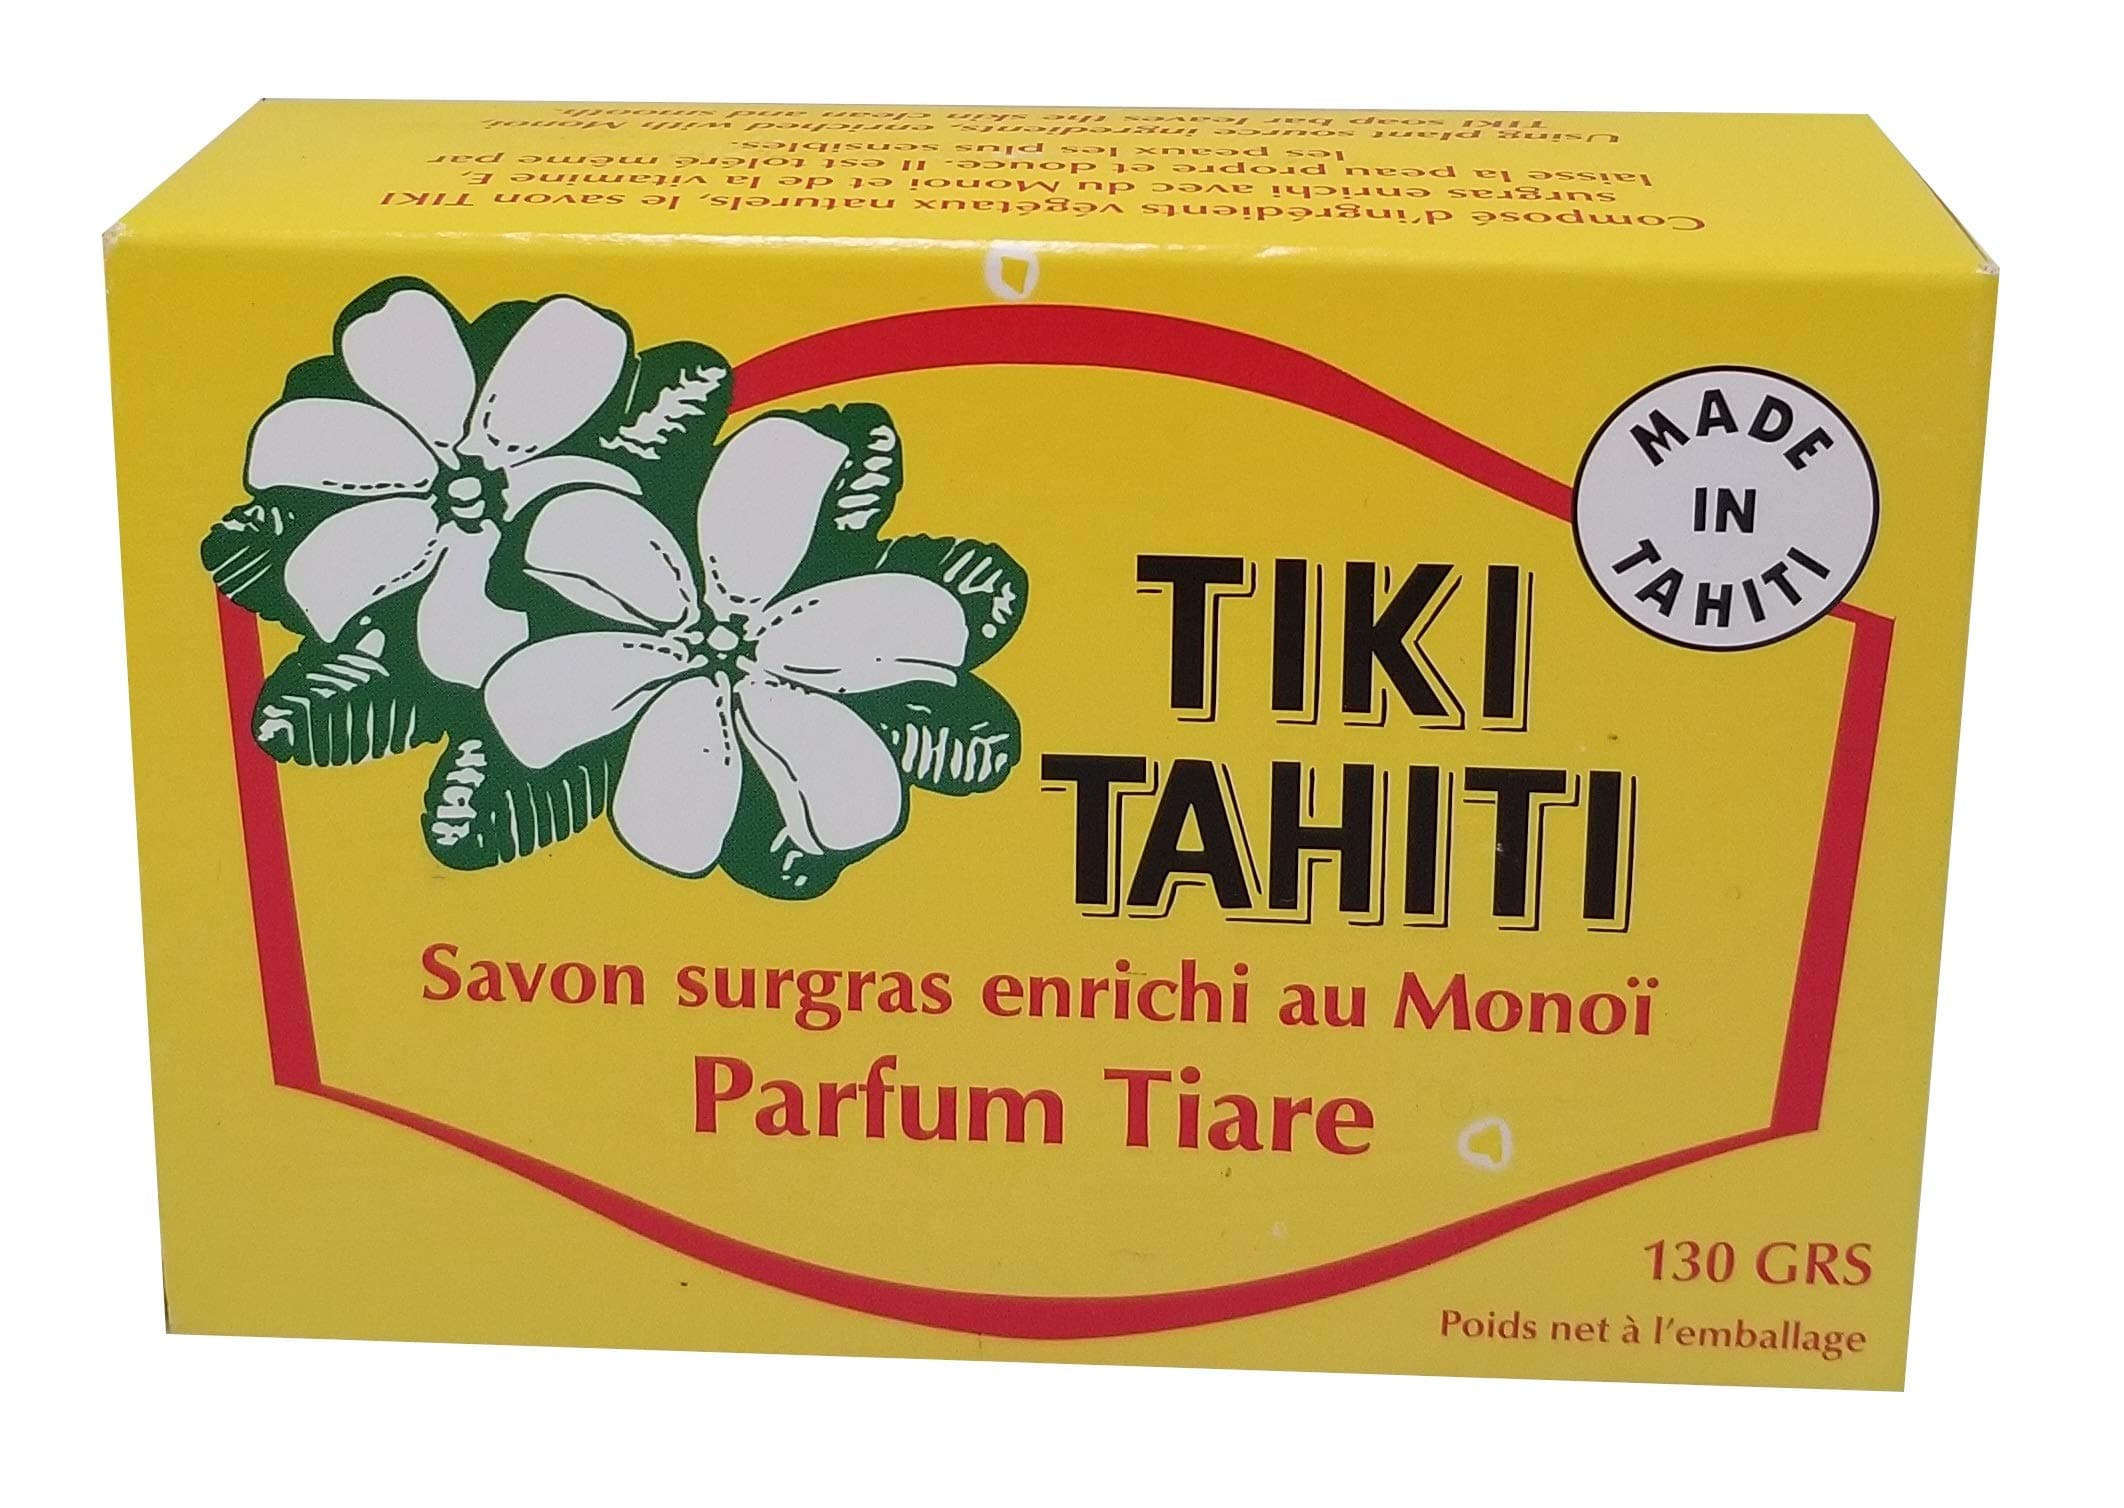 Composé d'ingrédients végétaux naturels, le savon TIKI
surgras enrichi avec du Monoi et de la vitamine E,
laisse la peau propre et douce. Il est toléré même par
les peaux les plus sensibles.
Using plant source ingredients, enriched with Monoi,
TIKI soap bar leaves the skin clean and smooth.
MADE
IN
TAHITI
TIKI
TAHITI
Savon surgras enrichi au Monoï
Parfum Tiare
130 GRS
Poids net à l'emballage